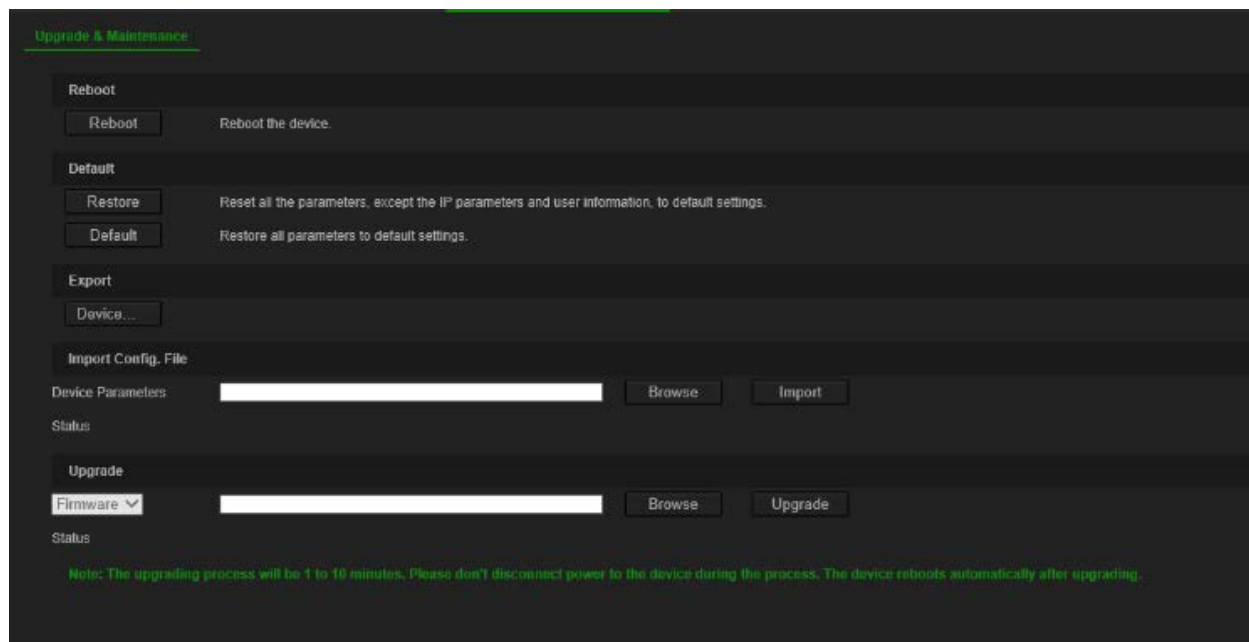 Upgrade & Maintenance
Reboot
Reboot Reboot the device.
Default
Restore Reset all the parameters, except the IP parameters and user information, to default settings.
Default Restore all parameters to default settings.
Export
Device...
Import Config. File
Device Parameters Browse Import
Status
Upgrade
Firmware Browse Upgrade
Status
Note: The upgrading process will be 1 to 10 minutes. Please don't disconnect power to the device during the process. The device reboots automatically after upgrading.